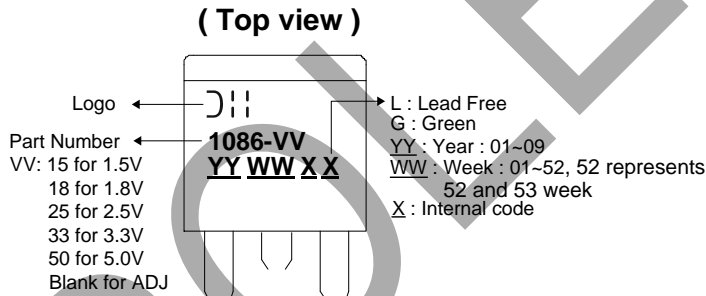 ( Top view )
Logo
Part Number
VV: 15 for 1.5V
18 for 1.8V
25 for 2.5V
33 for 3.3V
50 for 5.0V
Blank for ADJ
1086-VV
YY WW X X
L : Lead Free
G : Green
YY : Year : 01~09
WW : Week : 01~52, 52 represents
52 and 53 week
X : Internal code